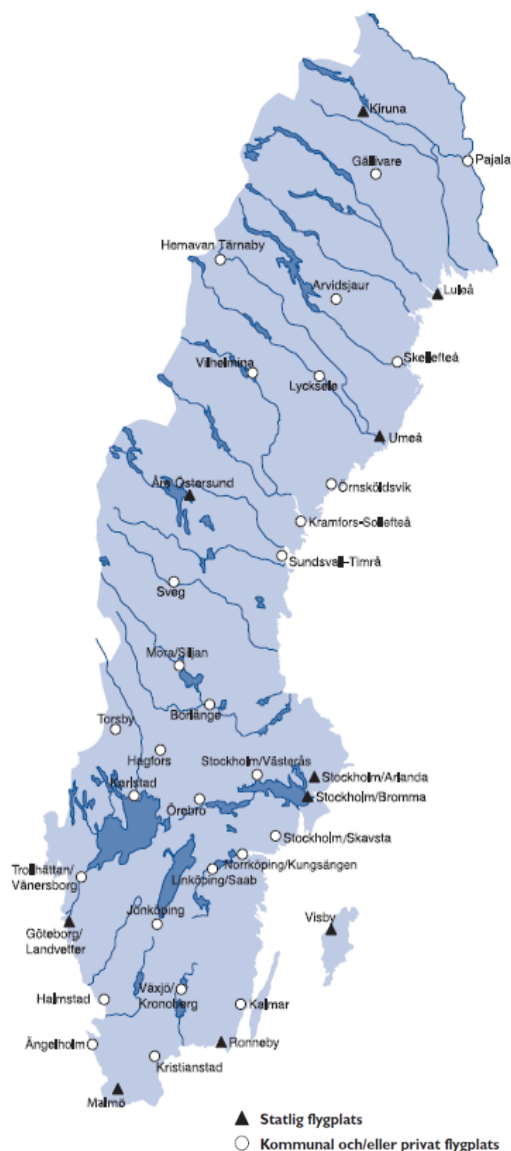 Kiruna
Gällivare
Pajala
Hemavan Tärnaby
Arvidsjaur
Luleå
Skellefteå
Vilhelmina
Lycksele
Umeå
Åre Östersund
Örnsköldsvik
Kramfors-Sollefteå
Sundsvall–Timrå
Sveg
Mora/Siljan
Borlänge
Torsby
Hagfors
Stockholm/Västerås
Stockholm/Arlanda
Karlstad
Stockholm/Bromma
Örebro
Stockholm/Skavsta
Norrköping/Kungsängen
Trollhättan/
Vänersborg
Linköping/Saab
Jönköping
Visby
Göteborg/
Landvetter
Växjö/
Kronoberg
Halmstad
Kalmar
Ängelholm
Ronneby
Kristianstad
Malmö
Statlig flygplats
Kommunal och/eller privat flygplats